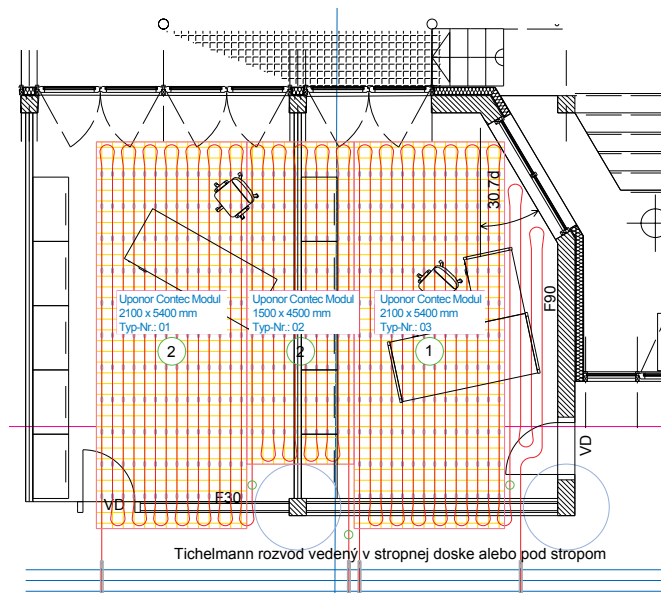 30.7d
Uponor Contec Modul
2100 x 5400 mm
Typ-Nr.: 01
2
Uponor Contec Modul
1500 x 4500 mm
Typ-Nr.: 02
2
Uponor Contec Modul
2100 x 5400 mm
Typ-Nr.: 03
1
F90
VD
VD
F30
Tichelmann rozvod vedený v stropnej doske alebo pod stropom